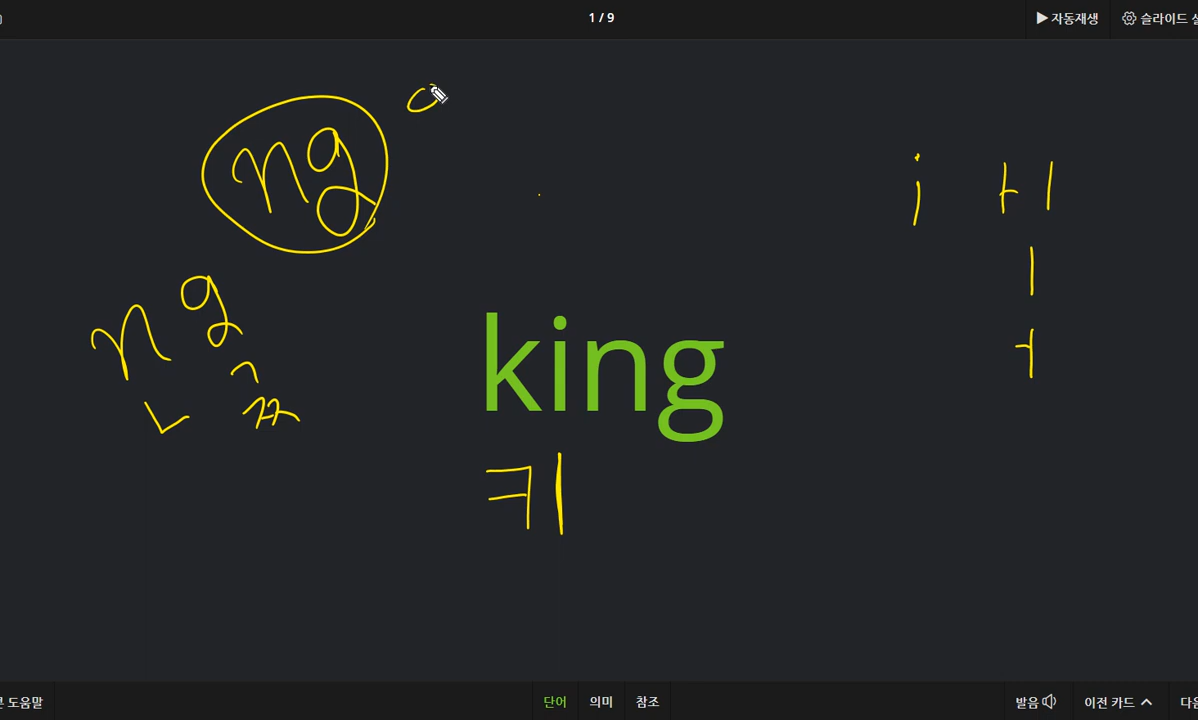 1 / 9
▶ 자동재생
슬라이드
ng
i ㅏ ㅣ
ㅣ
ㅓ
n g
ㄱ
ㄴ ㅈㅈ
king
키
도움말
단어
의미
참조
발음
이전 카드